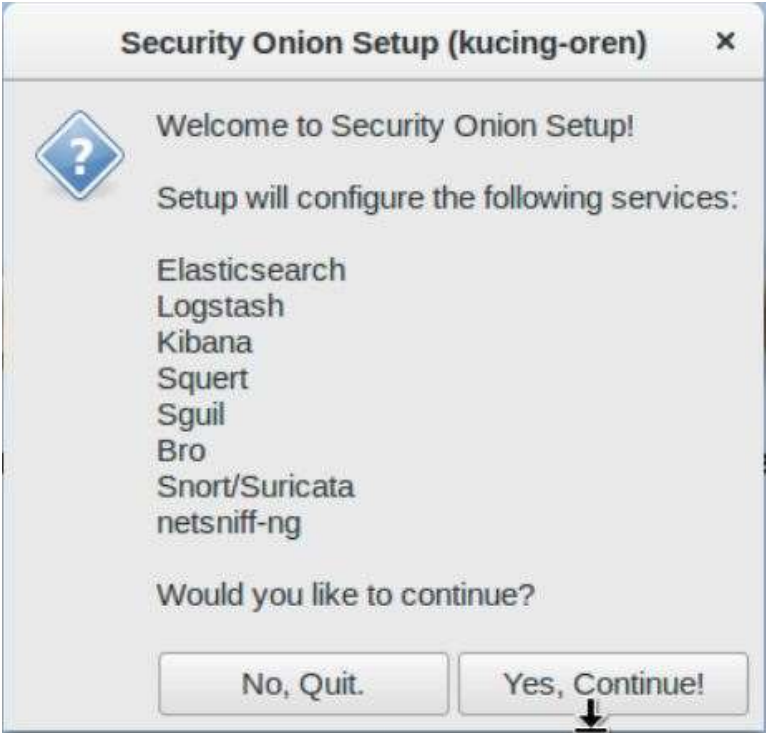 Security Onion Setup (kucing-oren)
Welcome to Security Onion Setup!
Setup will configure the following services:
Elasticsearch
Logstash
Kibana
Squert
Sguil
Bro
Snort/Suricata
netsniff-ng
Would you like to continue?
No, Quit.
Yes, Continue!